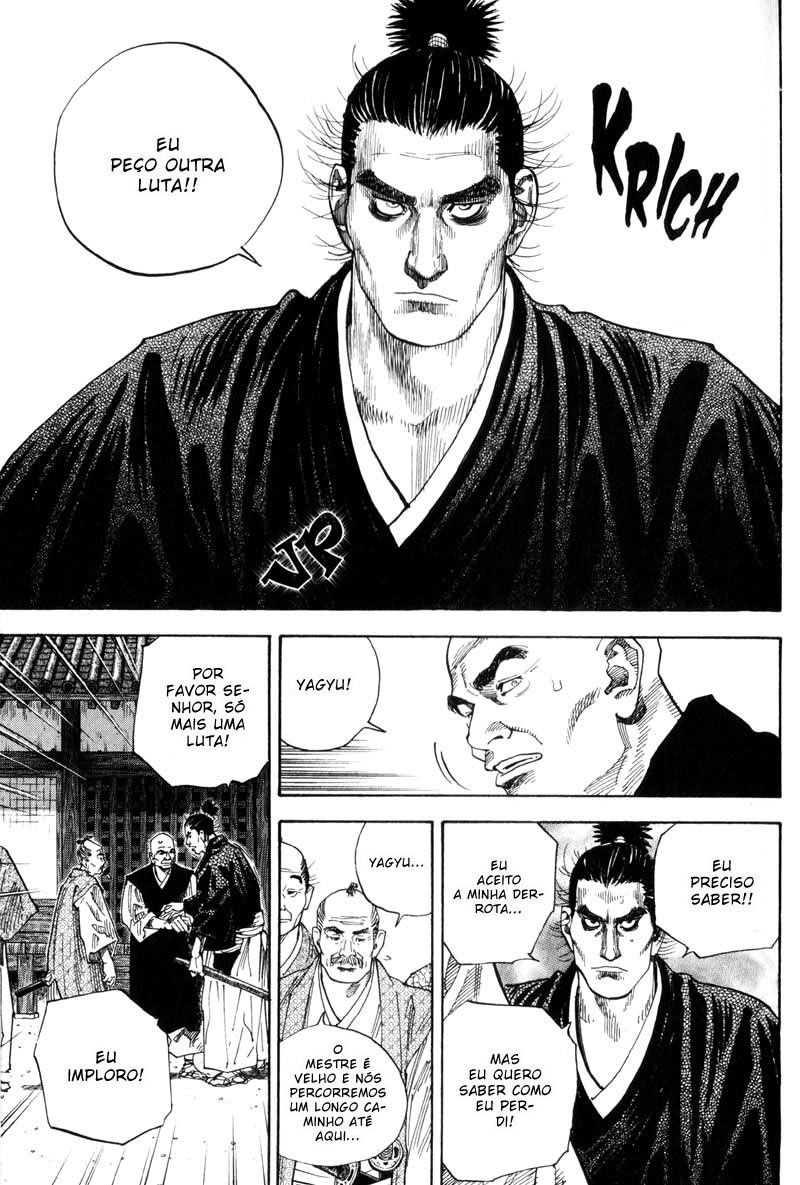 EU
PEÇO OUTRA
LUTA!!
KRICH
VP
YAGYU!
EU
PRECISO
SABER!!
EU
ACEITO
A MINHA DER-
ROTA...
MAS
EU QUERO
SABER COMO
EU PER-
DI!
YAGYU...
O
MESTRE É
VELHO E NÓS
PERCORREMOS
UM LONGO CA-
MINHO ATÉ
AQUI...
POR
FAVOR SE-
NHOR, SÓ
MAIS UMA
LUTA!
EU
IMPLORO!